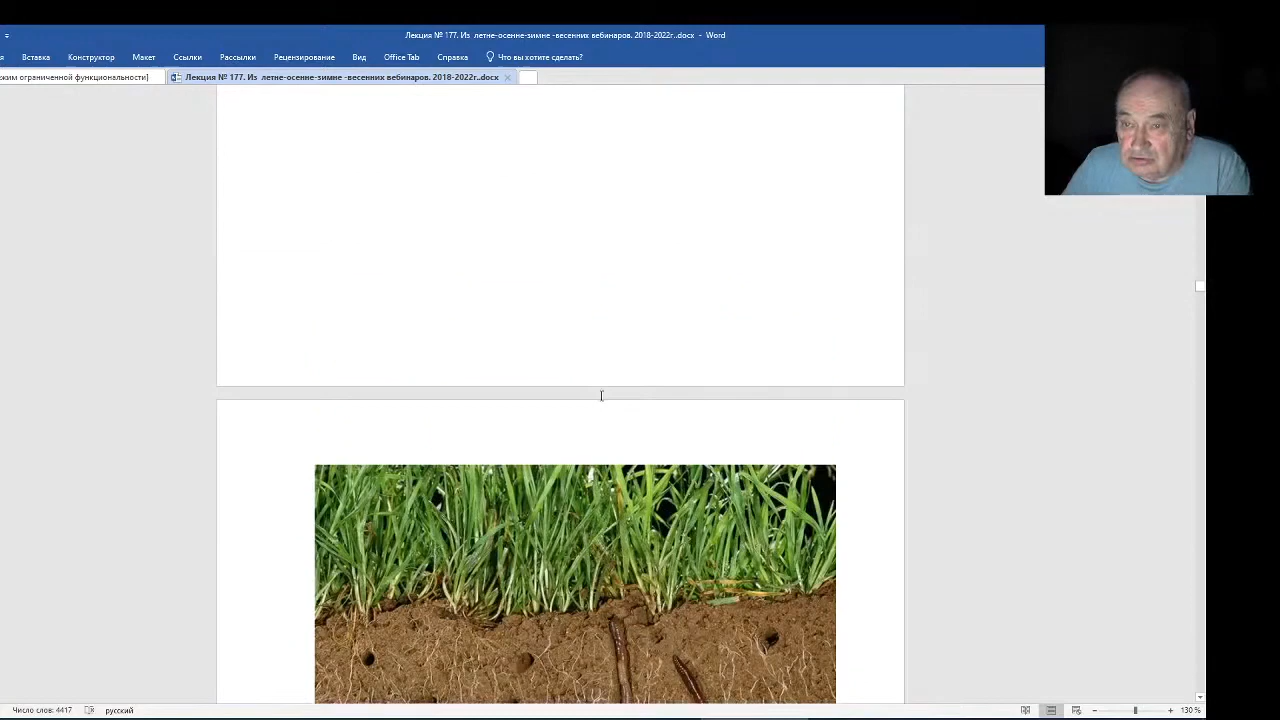 Лекция № 177. Из летне-осенне-зимне -весенних вебинаров. 2018-2022г..docx - Word
Вставка Конструктор Макет Ссылки Рассылки Рецензирование Вид Office Tab Справка Что вы хотите сделать?
жим ограниченной функциональности] Лекция № 177. Из летне-осенне-зимне -весенних вебинаров. 2018-2022г..docx
Число слов: 4417 русский 130 %